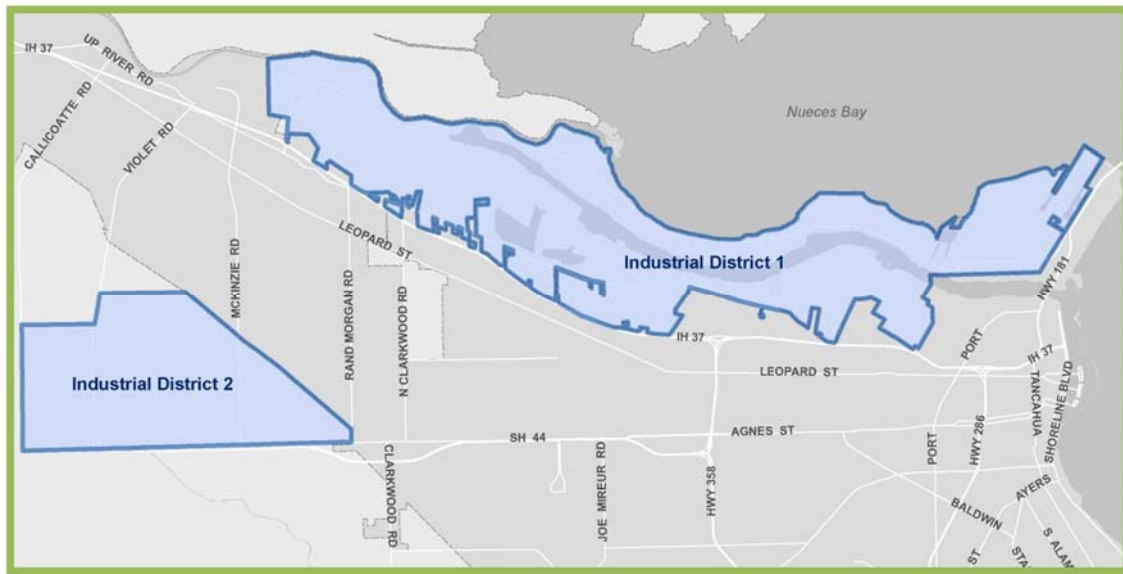 IH 37
UP RIVER RD
CALLICOATTE RD
VIOLET RD
Nueces Bay
LEOPARD ST
MCKINZIE RD
Industrial District 1
HWY 181
RAND MORGAN RD
N CLARKWOOD RD
IH 37
PORT
IH 37
Industrial District 2
LEOPARD ST
TANCAHUA
SHORELINE BLVD
SH 44
AGNES ST
CLARKWOOD RD
JOE MIREUR RD
HWY 358
PORT
HWY 286
BALDWIN
AYERS
ST
STA
S ALAM